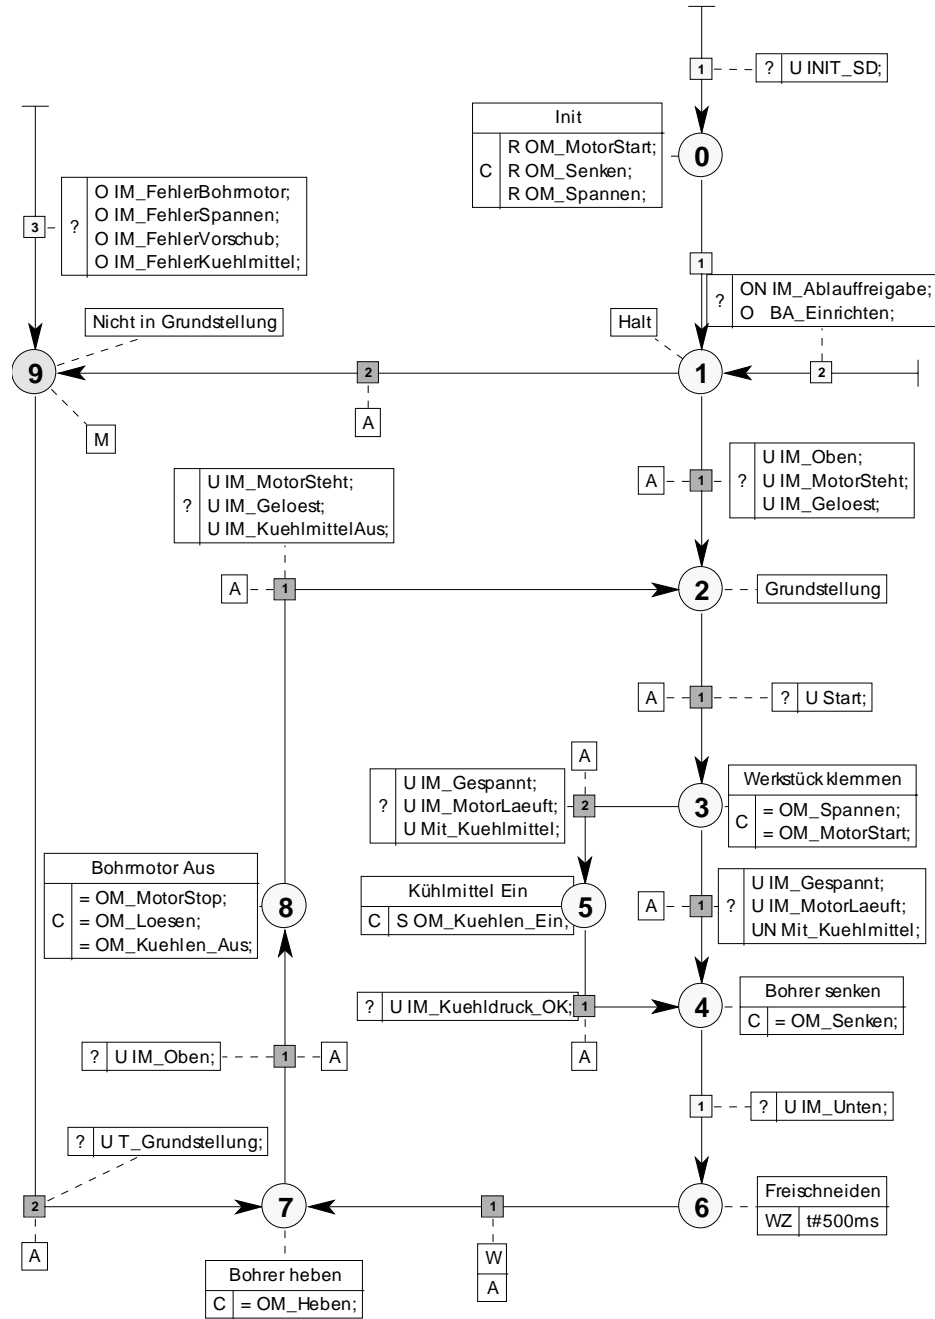 1
? U INIT_SD;
Init
C
R OM_MotorStart;
R OM_Senken;
R OM_Spannen;
0
3
?
O IM_FehlerBohrmotor;
O IM_FehlerSpannen;
O IM_FehlerVorschub;
O IM_FehlerKuehlmittel;
1
?
ON IM_Ablauffreigabe;
O BA_Einrichten;
Nicht in Grundstellung
Halt
9
2
1
2
A
M
A
1
?
U IM_Oben;
U IM_MotorSteht;
U IM_Geloest;
?
U IM_MotorSteht;
U IM_Geloest;
U IM_KuehlmittelAus;
A
1
2
Grundstellung
A
1
? U Start;
A
?
U IM_Gespannt;
U IM_MotorLaeuft;
U Mit_Kuehlmittel;
2
3
Werkstück klemmen
C
= OM_Spannen;
= OM_MotorStart;
Bohrmotor Aus
C
= OM_MotorStop;
= OM_Loesen;
= OM_Kuehlen_Aus;
8
Kühlmittel Ein
C S OM_Kuehlen_Ein;
5
A
1
?
U IM_Gespannt;
U IM_MotorLaeuft;
UN Mit_Kuehlmittel;
? U IM_Kuehldruck_OK;
1
A
4
Bohrer senken
C = OM_Senken;
? U IM_Oben;
1
A
1
? U IM_Unten;
? U T_Grundstellung;
2
A
7
1
W
A
6
Freischneiden
WZ t#500ms
Bohrer heben
C = OM_Heben;